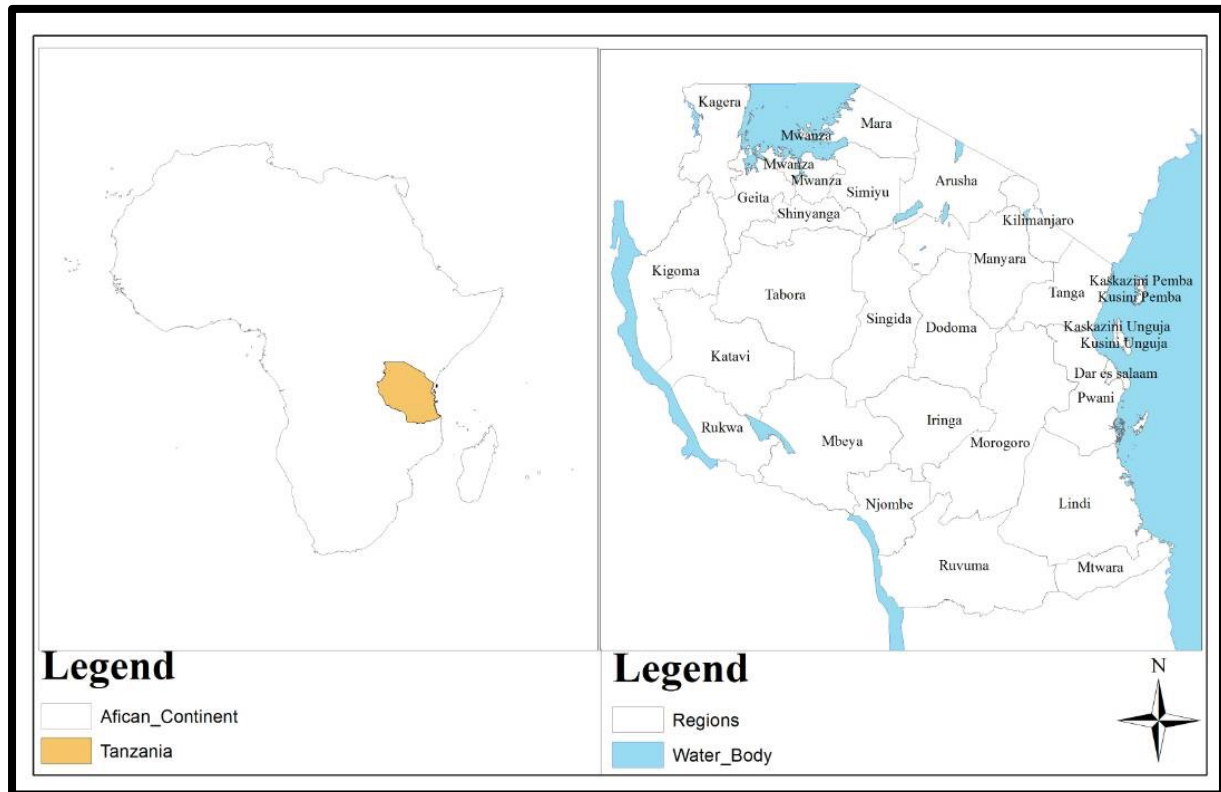 Kagera
Mara
Mwanza
Mwanza
Mwanza
Geita
Simiyu
Arusha
Shinyanga
Kilimanjaro
Kigoma
Manyara
Tabora
Tanga
Kaskazini Pemba
Kusini Pemba
Singida
Dodoma
Kaskazini Unguja
Kusini Unguja
Katavi
Dar es salaam
Pwani
Rukwa
Mbeya
Iringa
Morogoro
Njombe
Lindi
Ruvuma
Mtwara
Legend
Afican_Continent
Tanzania
Legend
Regions
Water_Body
N